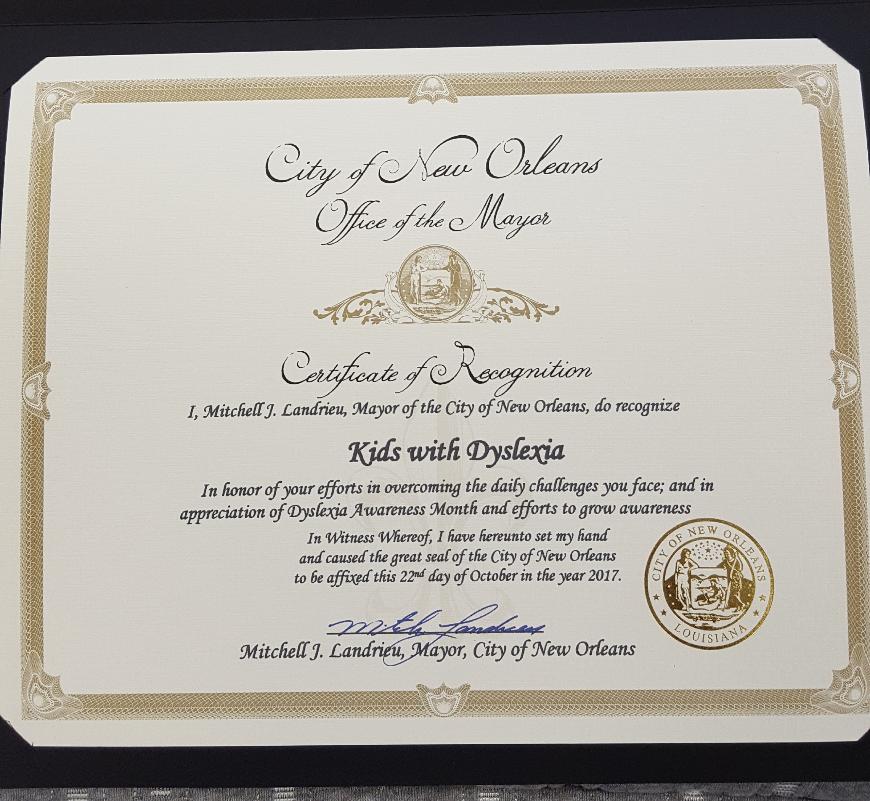 City of New Orleans
Office of the Mayor
Certificate of Recognition
I, Mitchell J. Landrieu, Mayor of the City of New Orleans, do recognize
Kids with Dyslexia
In honor of your efforts in overcoming the daily challenges you face; and in
appreciation of Dyslexia Awareness Month and efforts to grow awareness
In Witness Whereof, I have hereunto set my hand
and caused the great seal of the City of New Orleans
to be affixed this 22nd day of October in the year 2017.
CITY OF NEW ORLEANS
LOUISIANA
Mitch Landrieu
Mitchell J. Landrieu, Mayor, City of New Orleans